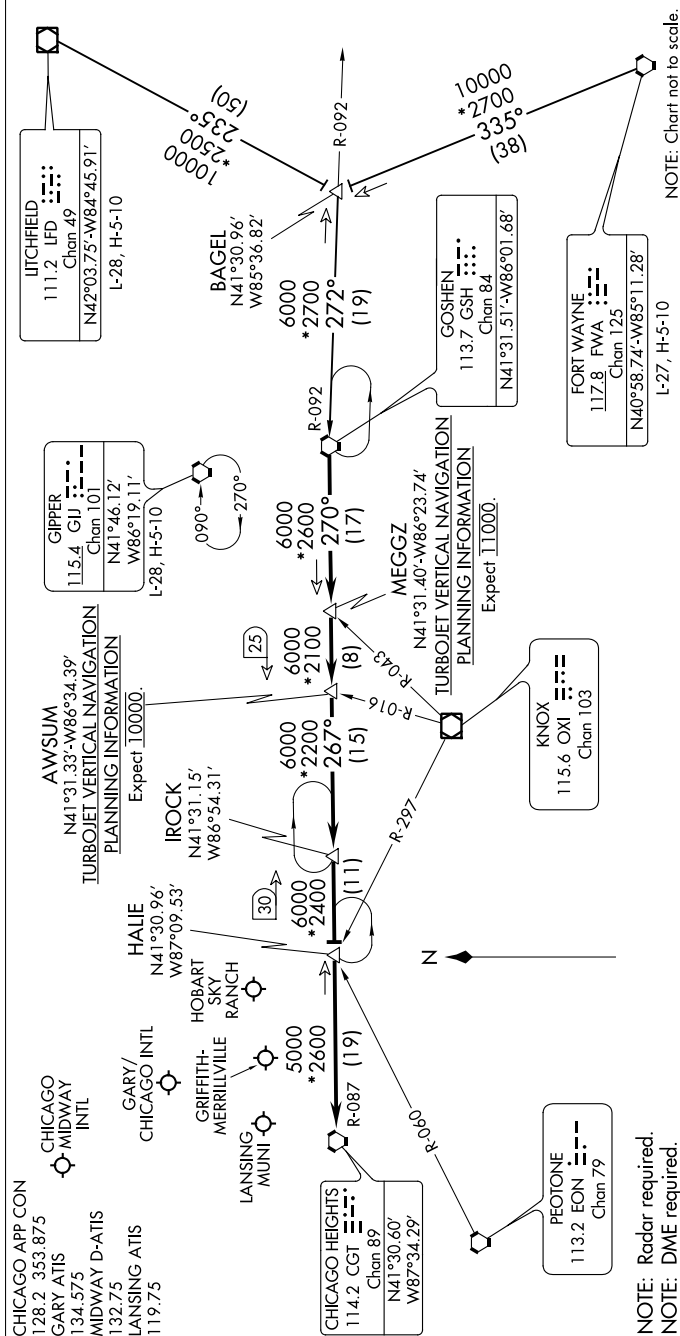 CHICAGO APP CON
128.2 353.875
GARY ATIS
134.575
MIDWAY D-ATIS
132.75
LANSING ATIS
119.75
CHICAGO
MIDWAY
INTL
GARY/
CHICAGO INTL
GRIFFITH-
MERRILLVILLE
LANSING
MUNI
HOBART
SKY
RANCH
CHICAGO HEIGHTS
114.2 CGT
Chan 89
N41°30.60'
W87°34.29'
R-087
5000
*2600
(19)
HALIE
N41°30.96'
W87°09.53'
30
6000
*2400
(11)
IROCK
N41°31.15'
W86°54.31'
6000
*2200
267°
(15)
AWSUM
N41°31.33'-W86°34.39'
TURBOJET VERTICAL NAVIGATION
PLANNING INFORMATION
Expect 10000.
25
6000
*2100
(8)
MEGGZ
N41°31.40'-W86°23.74'
TURBOJET VERTICAL NAVIGATION
PLANNING INFORMATION
Expect 11000.
6000
*2600
270°
(17)
GIPPER
115.4 GIJ
Chan 101
N41°46.12'
W86°19.11'
L-28, H-5-10
090°
270°
GOSHEN
113.7 GSH
Chan 84
N41°31.51'-W86°01.68'
R-092
6000
*2700
272°
(19)
BAGEL
N41°30.96'
W85°36.82'
R-092
LITCHFIELD
111.2 LFD
Chan 49
N42°03.75'-W84°45.91'
L-28, H-5-10
10000
*2500
235°
(50)
10000
*2700
335°
(38)
FORT WAYNE
117.8 FWA
Chan 125
N40°58.74'-W85°11.28'
L-27, H-5-10
KNOX
115.6 OXI
Chan 103
R-043
R-016
R-297
N
PEOTONE
113.2 EON
Chan 79
R-060
NOTE: Radar required.
NOTE: DME required.
NOTE: Chart not to scale.